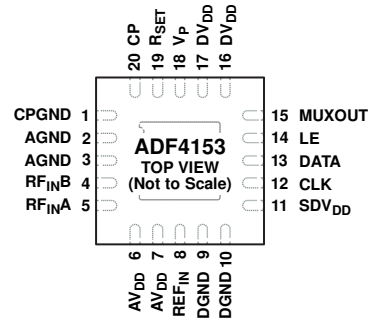 20 CP
19 RSET
18 VP
17 DVDD
16 DVDD
CPGND 1
AGND 2
AGND 3
RFINB 4
RFINA 5
ADF4153
TOP VIEW
(Not to Scale)
15 MUXOUT
14 LE
13 DATA
12 CLK
11 SDVDD
AVDD 6
AVDD 7
REFIN 8
DGND 9
DGND 10